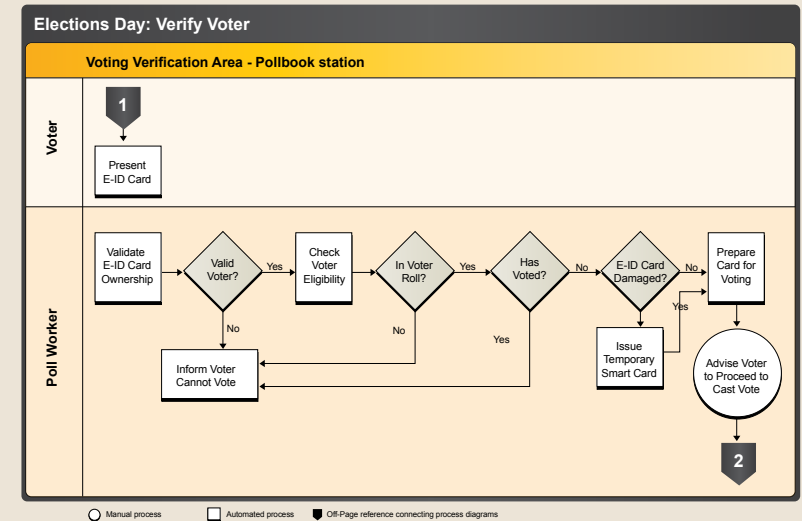 Elections Day: Verify Voter
Voting Verification Area - Pollbook station
Voter
1
Present
E-ID Card
Poll Worker
Validate
E-ID Card
Ownership
Valid
Voter?
Yes
No
Check
Voter
Eligibility
In Voter
Roll?
Yes
No
Has
Voted?
No
Yes
E-ID Card
Damaged?
No
Yes
Prepare
Card for
Voting
Inform Voter
Cannot Vote
Issue
Temporary
Smart Card
Advise Voter
to Proceed to
Cast Vote
2
Manual process
Automated process
Off-Page reference connecting process diagrams